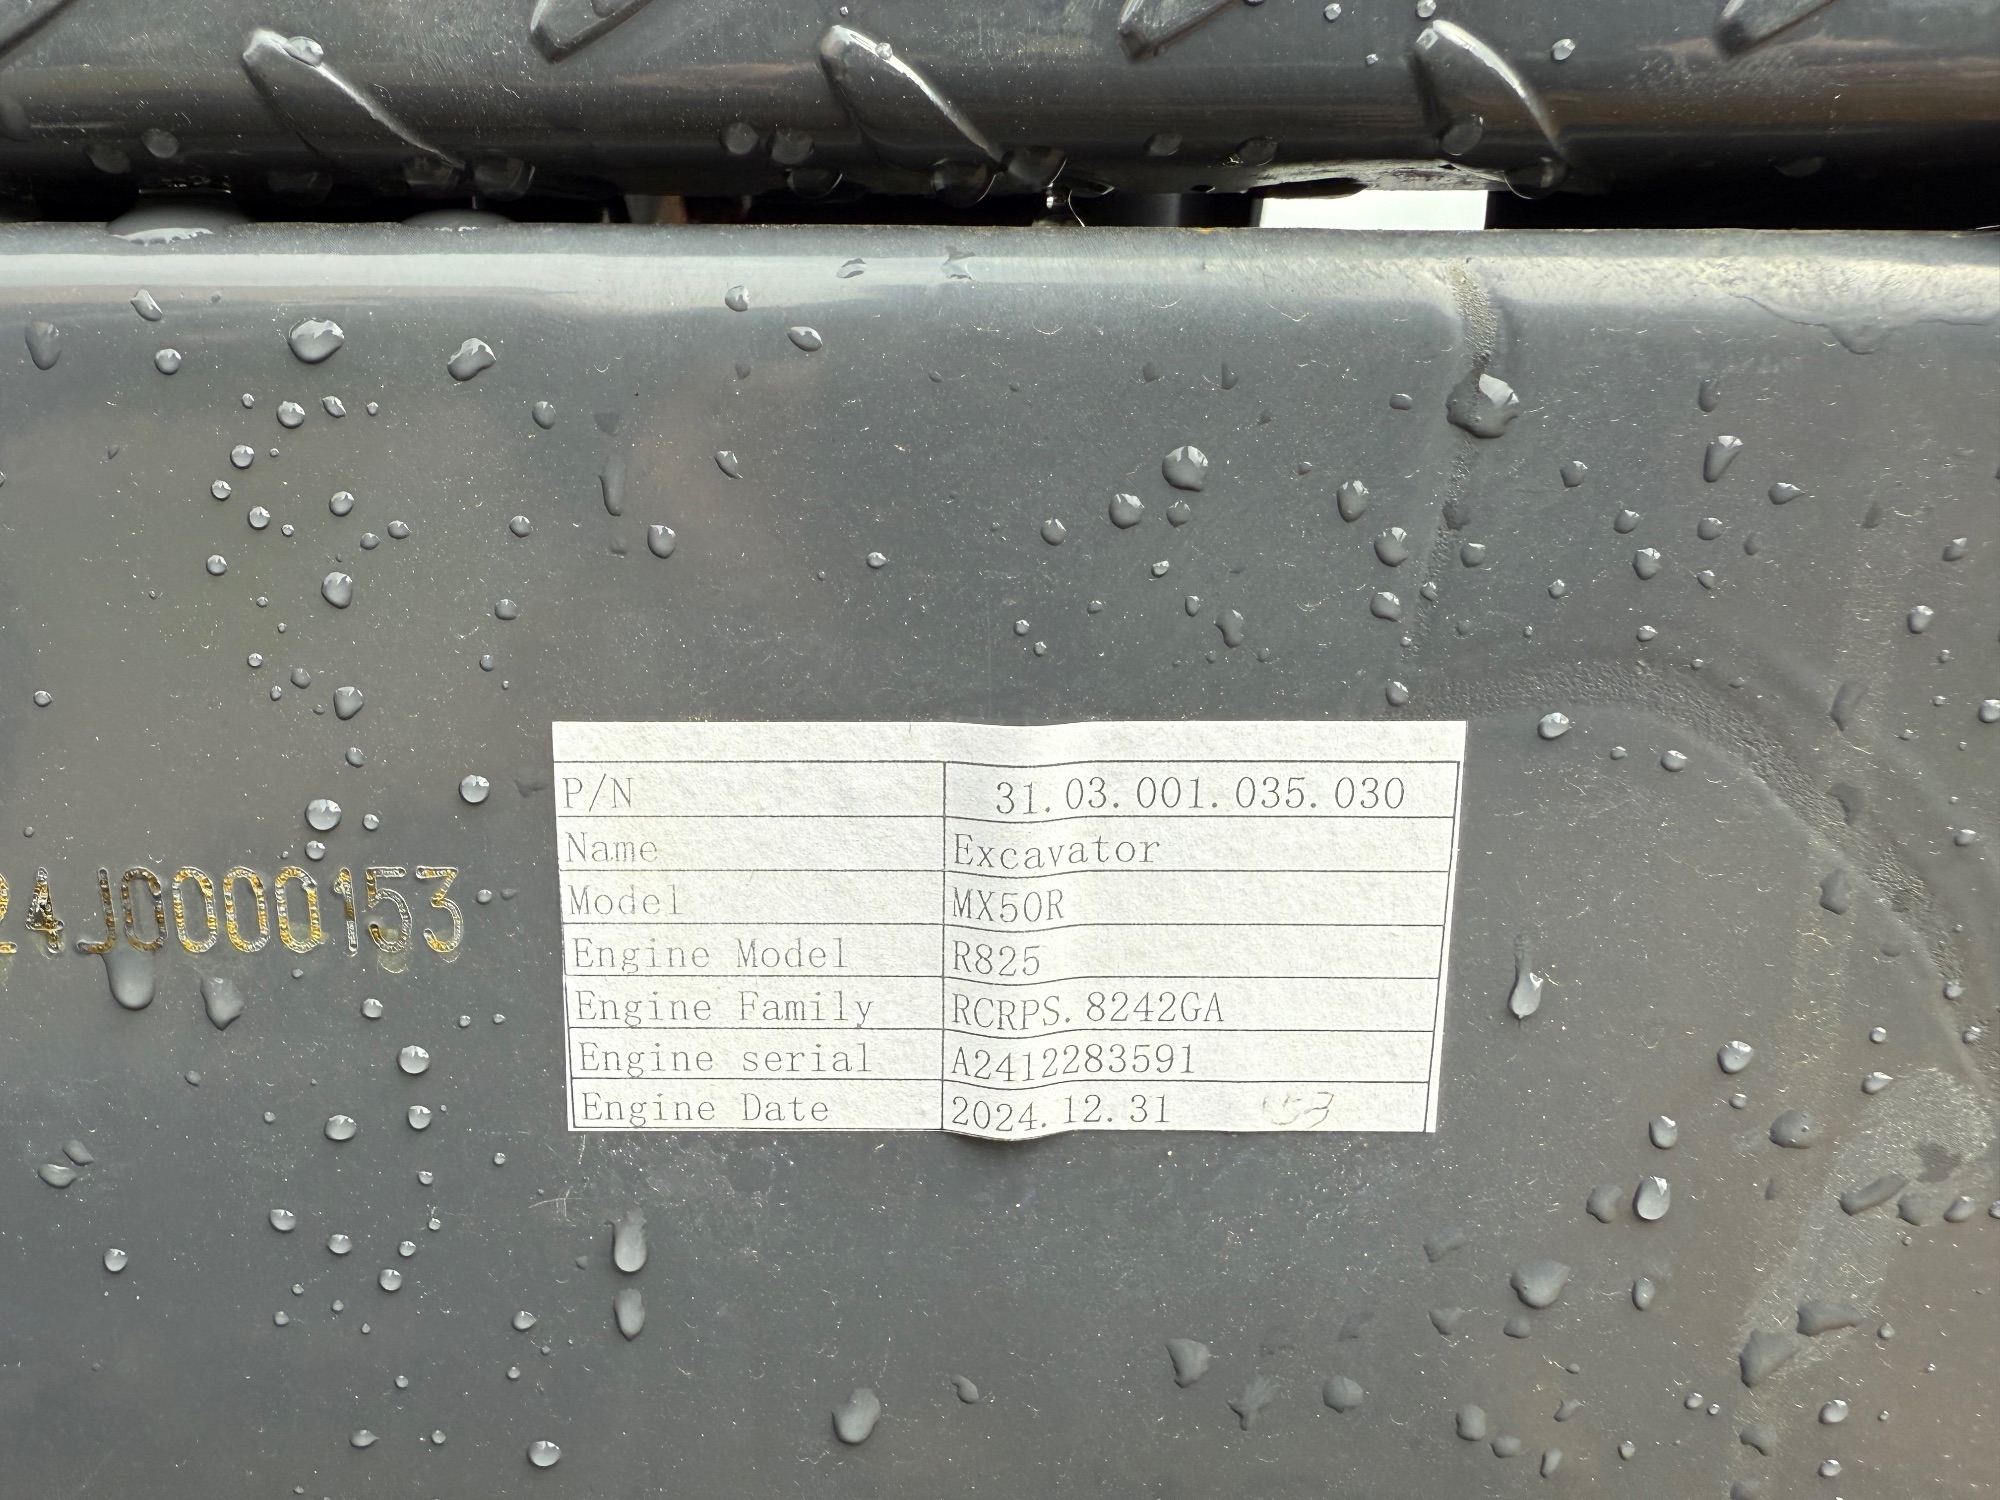 P/N 31.03.001.035.030
Name Excavator
Model MX50R
24J0000153
Engine Model R825
Engine Family RCRPS.8242GA
Engine serial A2412283591
Engine Date 2024.12.31